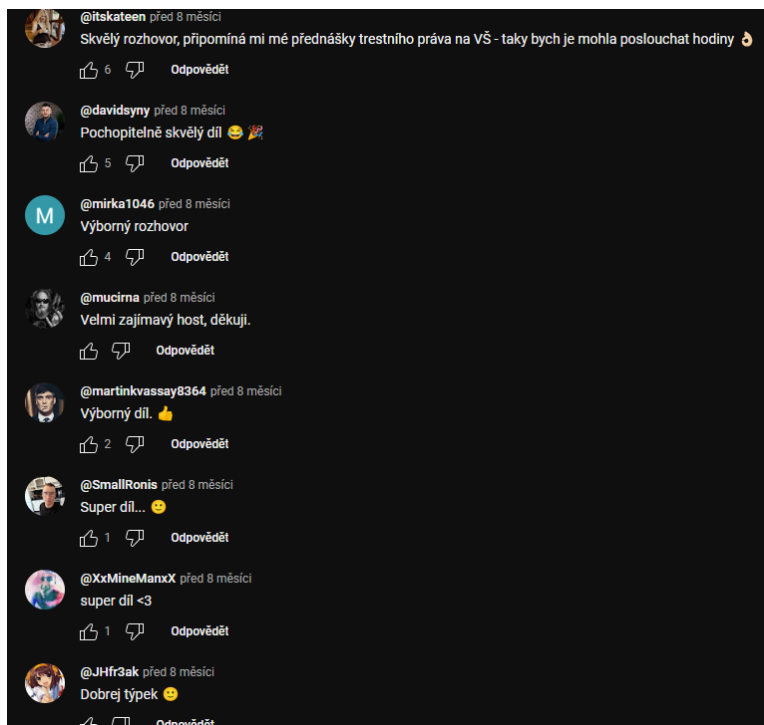 @itskateen před 8 měsíci
Skvělý rozhovor, připomíná mi mé přednášky trestního práva na VŠ - taky bych je mohla poslouchat hodiny 👌🏻
6 Odpovědět
@davidsyny před 8 měsíci
Pochopitelně skvělý díl 😂 🎉
5 Odpovědět
M
@mirka1046 před 8 měsíci
Výborný rozhovor
4 Odpovědět
@mucirna před 8 měsíci
Velmi zajímavý host, děkuji.
Odpovědět
@martinkvassay8364 před 8 měsíci
Výborný díl. 👍
2 Odpovědět
@SmallRonis před 8 měsíci
Super díl... 🙂
1 Odpovědět
@XxMineManxX před 8 měsíci
super díl <3
1 Odpovědět
@JHfr3ak před 8 měsíci
Dobrej týpek 🙂
Odpovědět